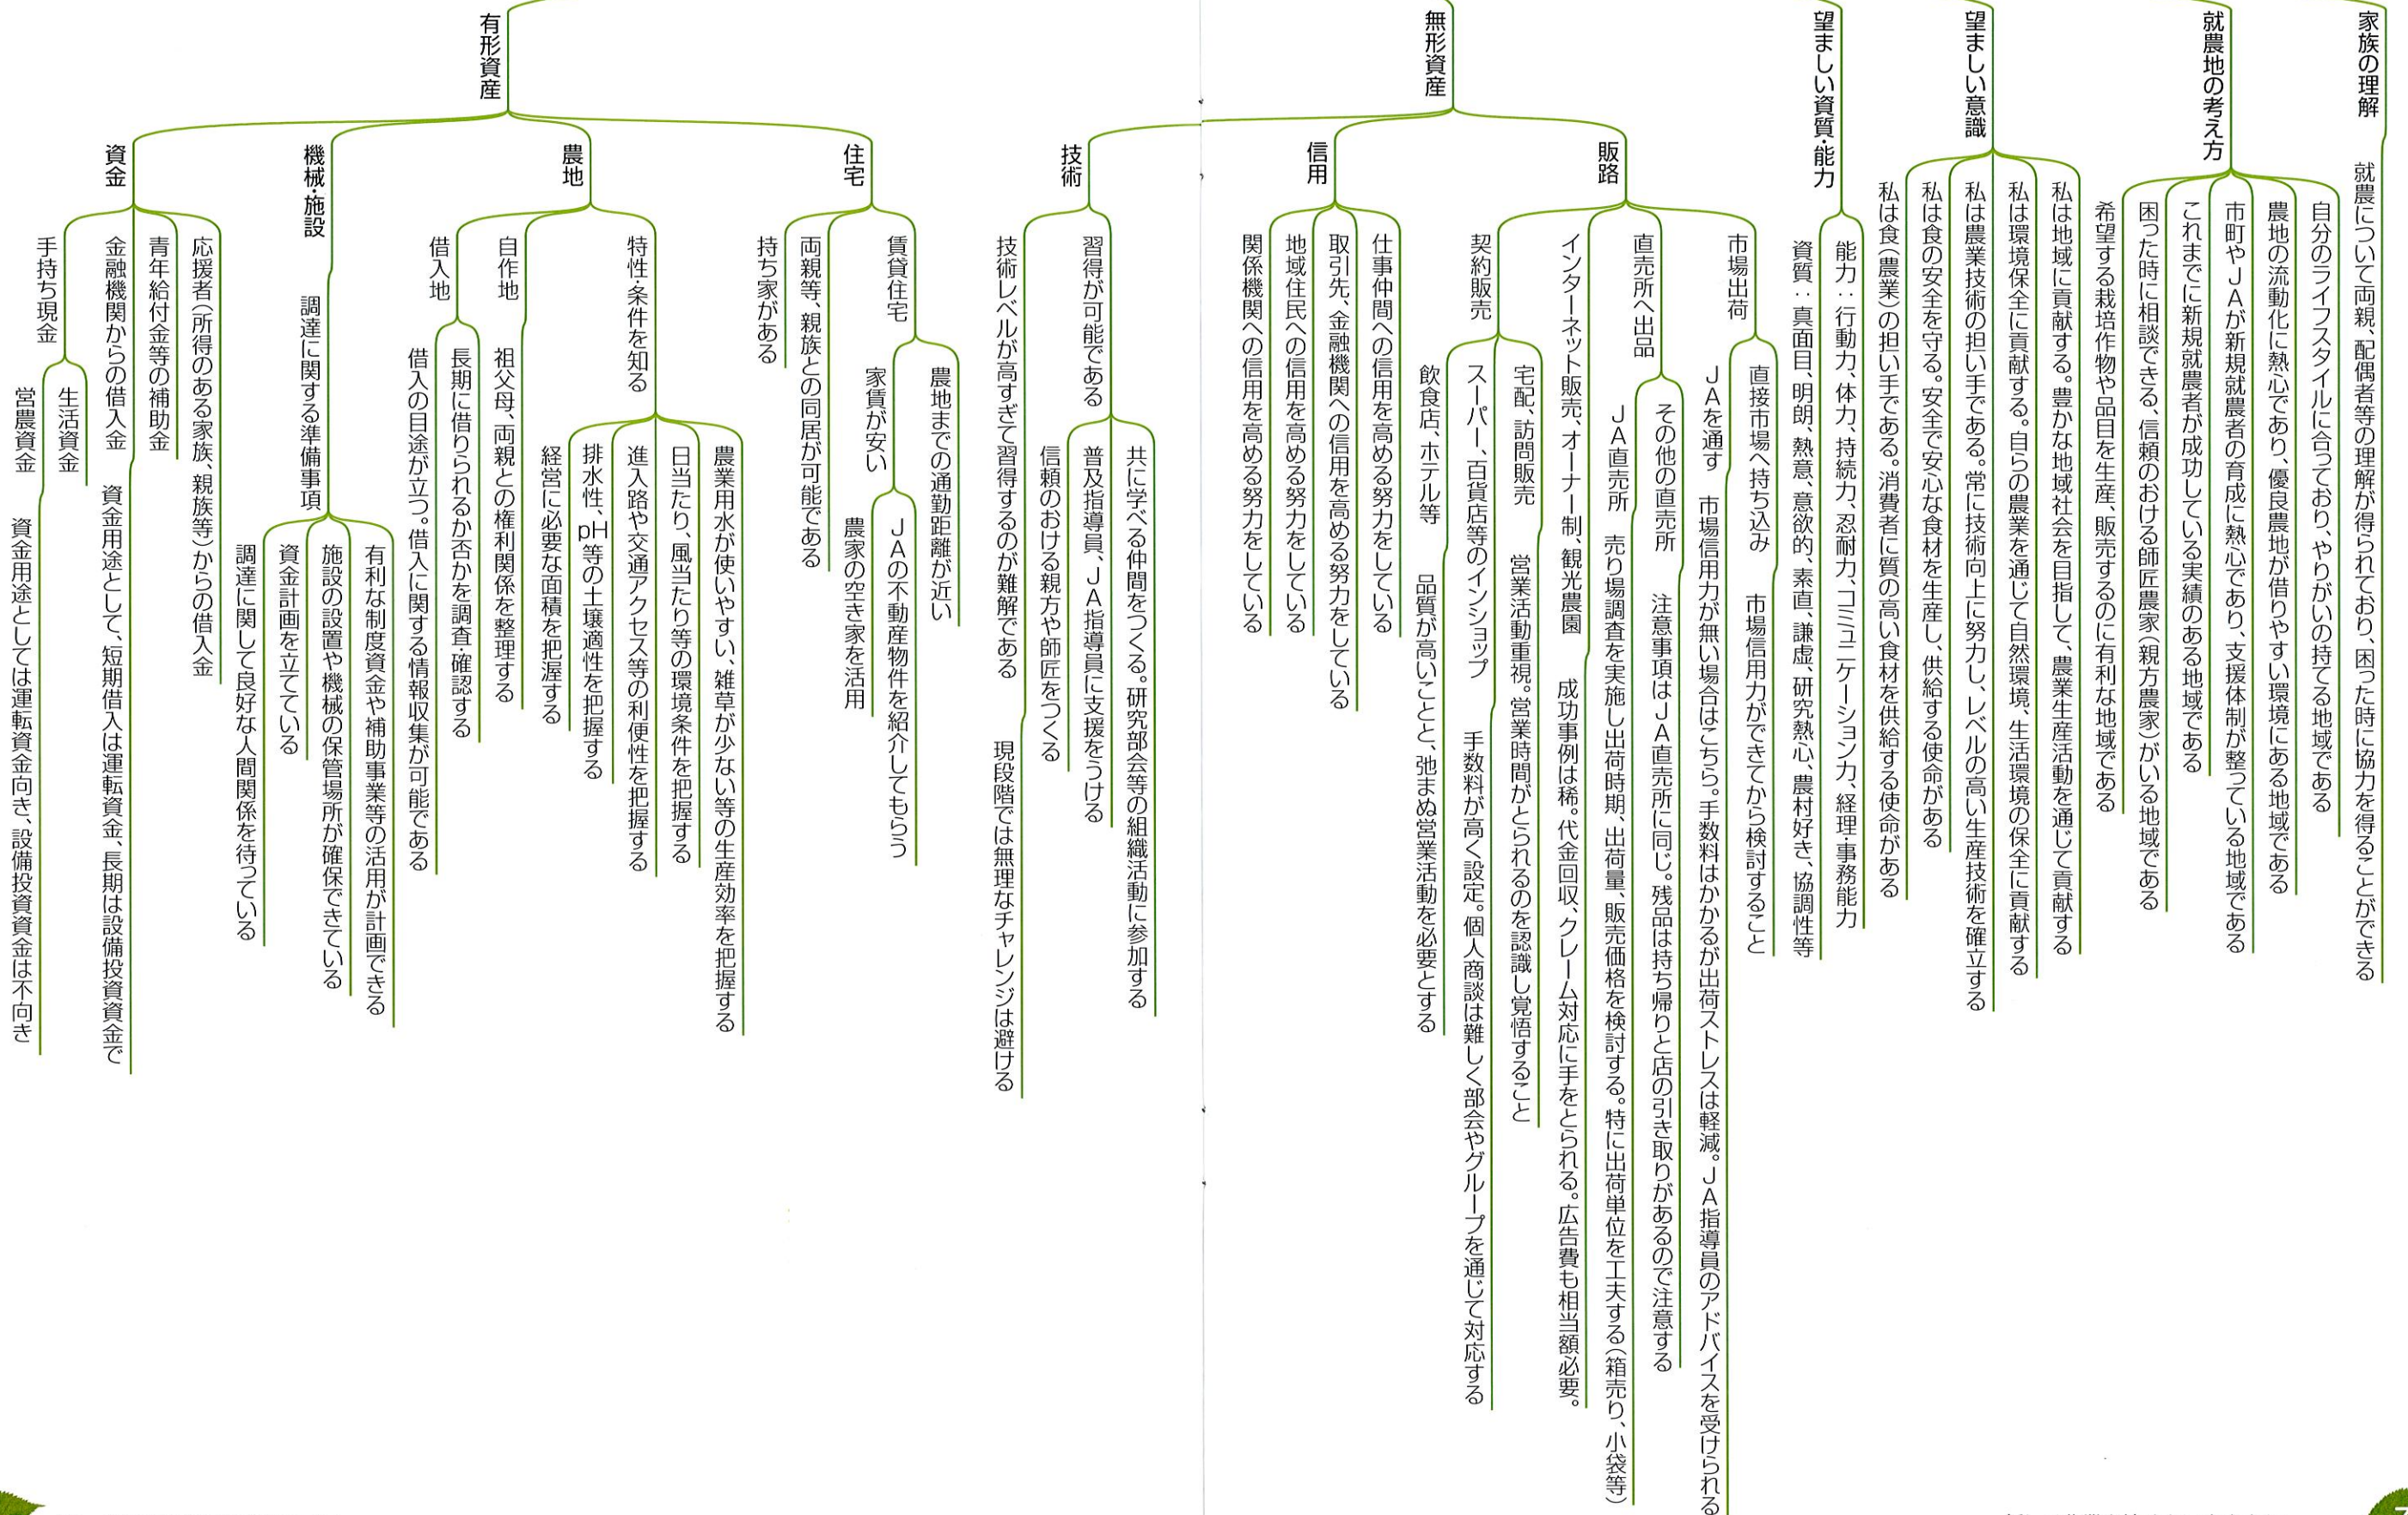 家族の理解
就農について両親、配偶者等の理解が得られており、困った時に協力を得ることができる
就農地の考え方
自分のライフスタイルに合っており、やりがいの持てる地域である
農地の流動化に熱心であり、優良農地が借りやすい環境にある地域である
市町やJAが新規就農者の育成に熱心であり、支援体制が整っている地域である
これまでに新規就農者が成功している実績のある地域である
困った時に相談できる、信頼のおける師匠農家(親方農家)がいる地域である
希望する栽培作物や品目を生産、販売するのに有利な地域である
望ましい意識
私は地域に貢献する。豊かな地域社会を目指して、農業生産活動を通じて貢献する
私は環境保全に貢献する。自らの農業を通じて自然環境、生活環境の保全に貢献する
私は農業技術の担い手である。常に技術向上に努力し、レベルの高い生産技術を確立する
私は食の安全を守る。安全で安心な食材を生産し、供給する使命がある
私は食(農業)の担い手である。消費者に質の高い食材を供給する使命がある
望ましい資質・能力
能力:行動力、体力、持続力、忍耐力、コミュニケーション力、経理・事務能力
資質:真面目、明朗、熱意、意欲的、素直、謙虚、研究熱心、農村好き、協調性等
無形資産
販路
市場出荷
直接市場へ持ち込み
市場信用力ができてから検討すること
JAを通す
市場信用力が無い場合はこちら。手数料はかかるが出荷ストレスは軽減。JA指導員のアドバイスを受けられる
直売所へ出品
その他の直売所
注意事項はJA直売所に同じ。残品は持ち帰りと店の引き取りがあるので注意する
JA直売所
売り場調査を実施し出荷時期、出荷量、販売価格を検討する。特に出荷単位を工夫する(箱売り、小袋等)
インターネット販売、オーナー制、観光農園
成功事例は稀。代金回収、クレーム対応に手をとられる。広告費も相当額必要。
契約販売
宅配、訪問販売
営業活動重視。営業時間がとられるのを認識し覚悟すること
スーパー、百貨店等のインショップ
手数料が高く設定。個人商談は難しく部会やグループを通じて対応する
飲食店、ホテル等
品質が高いことと、弛まぬ営業活動を必要とする
信用
仕事仲間への信用を高める努力をしている
取引先、金融機関への信用を高める努力をしている
地域住民への信用を高める努力をしている
関係機関への信用を高める努力をしている
技術
習得が可能である
共に学べる仲間をつくる。研究部会等の組織活動に参加する
普及指導員、JA指導員に支援をうける
信頼のおける親方や師匠をつくる
技術レベルが高すぎて習得するのが難解である
現段階では無理なチャレンジは避ける
有形資産
住宅
賃貸住宅
農地までの通勤距離が近い
家賃が安い
JAの不動産物件を紹介してもらう
農家の空き家を活用
両親等、親族との同居が可能である
持ち家がある
農地
特性・条件を知る
農業用水が使いやすい、雑草が少ない等の生産効率を把握する
日当たり、風当たり等の環境条件を把握する
進入路や交通アクセス等の利便性を把握する
排水性、pH等の土壌適性を把握する
経営に必要な面積を把握する
自作地
祖父母、両親との権利関係を整理する
借入地
長期に借りられるか否かを調査・確認する
借入の目途が立つ。借入に関する情報収集が可能である
機械・施設
調達に関する準備事項
有利な制度資金や補助事業等の活用が計画できる
施設の設置や機械の保管場所が確保できている
資金計画を立てている
調達に関して良好な人間関係を待っている
資金
応援者(所得のある家族、親族等)からの借入金
青年給付金等の補助金
金融機関からの借入金
資金用途として、短期借入は運転資金、長期は設備投資資金で
手持ち現金
生活資金
営農資金
資金用途としては運転資金向き、設備投資資金は不向き